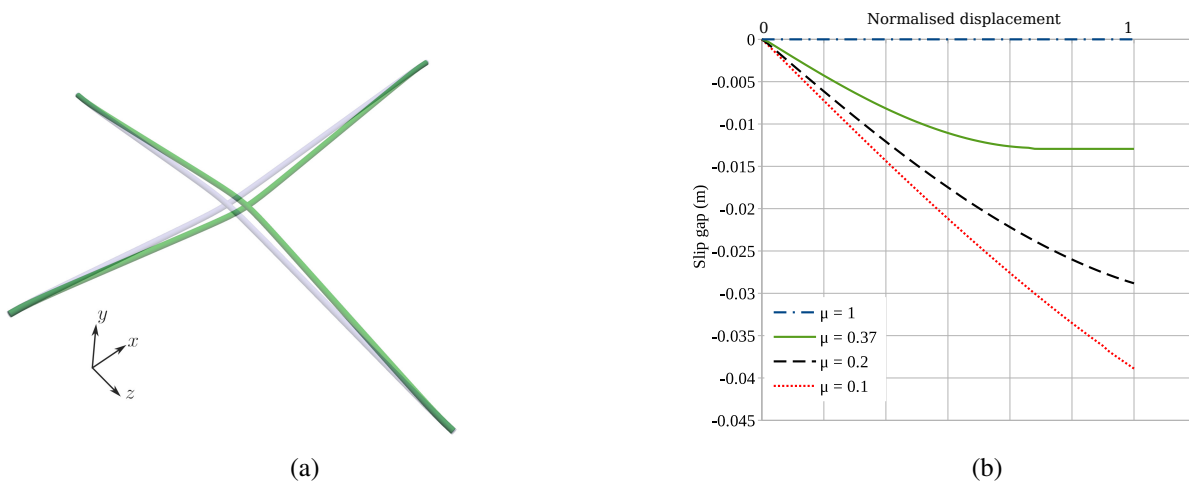 y
x
z
(a)
Normalised displacement
0 1
0
-0.005
-0.01
-0.015
-0.02
-0.025
-0.03
-0.035
-0.04
-0.045
Slip gap (m)
μ = 1
μ = 0.37
μ = 0.2
μ = 0.1
(b)